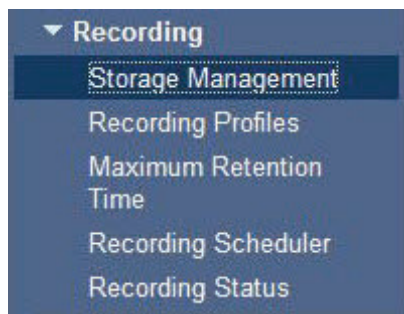 Recording
Storage Management
Recording Profiles
Maximum Retention
Time
Recording Scheduler
Recording Status